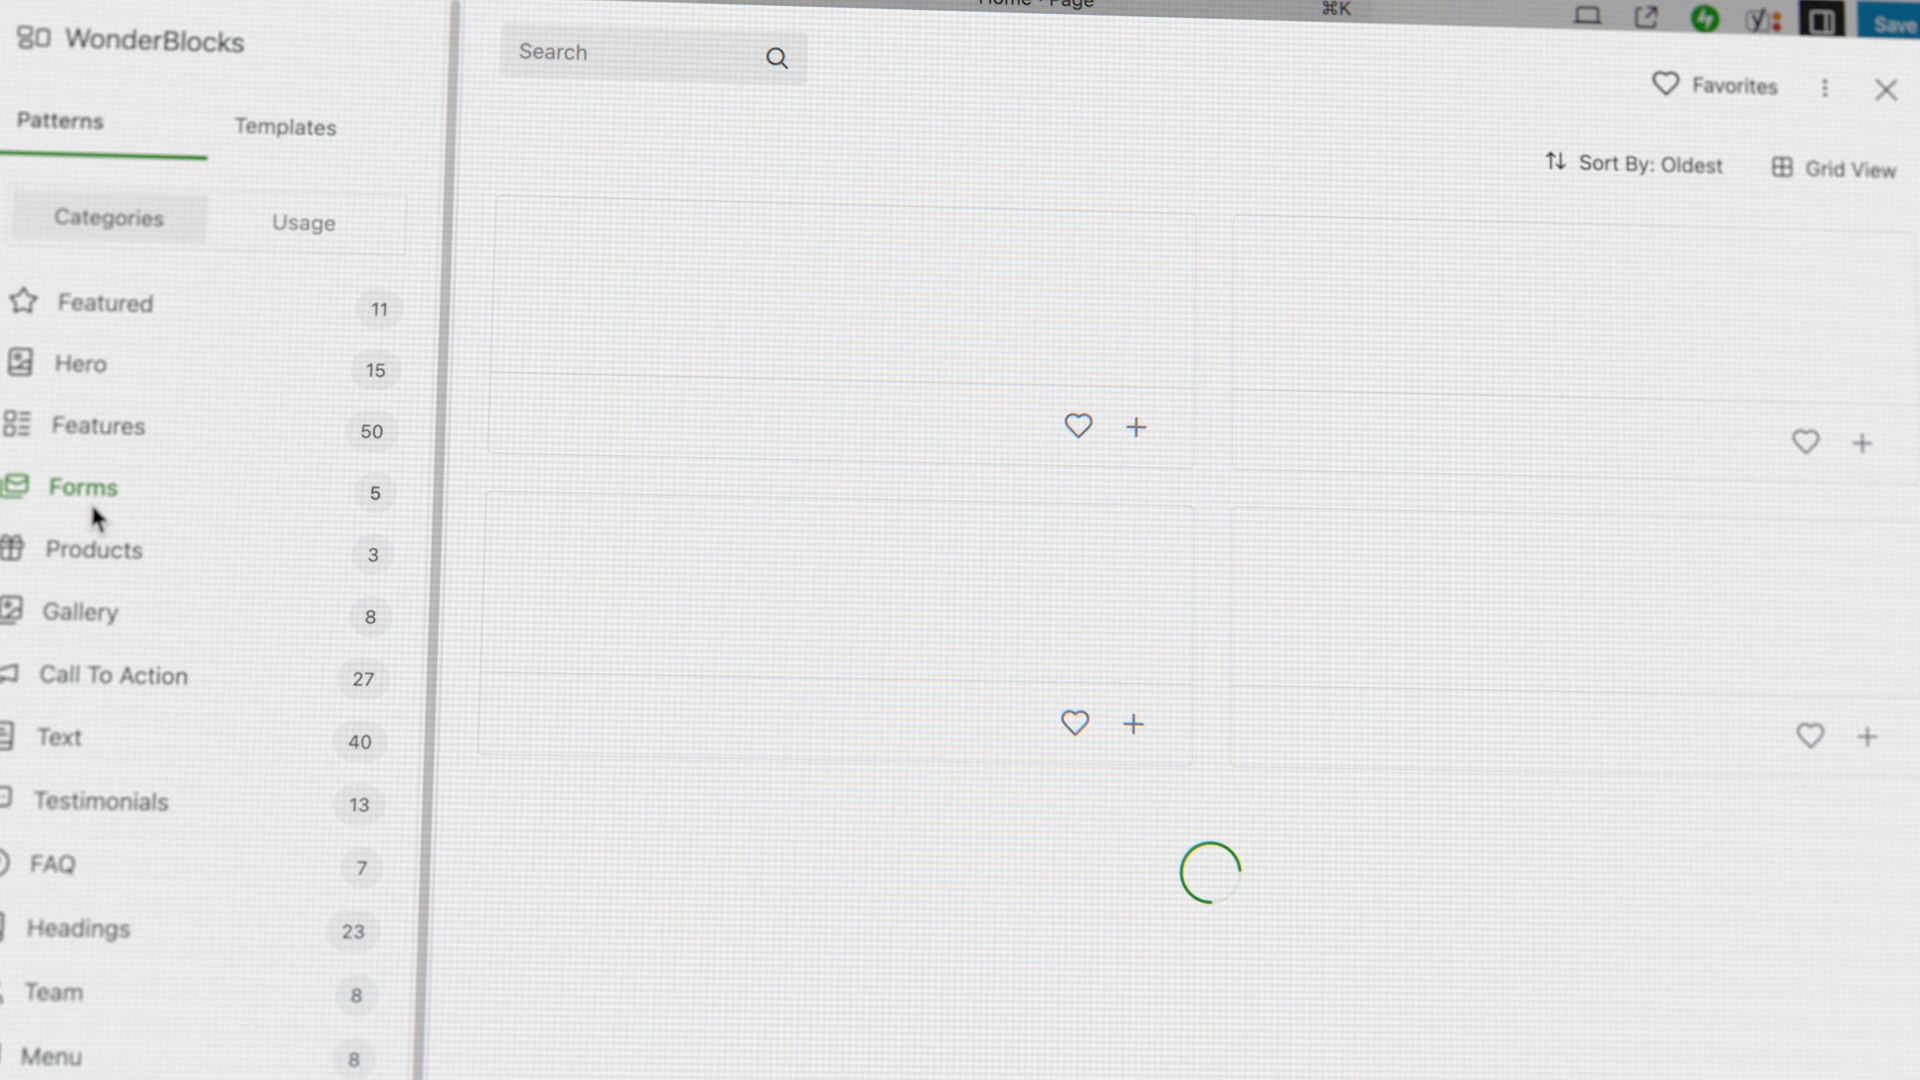 Home · Page
⌘K
Save
WonderBlocks
Search
Favorites
Patterns
Templates
Sort By: Oldest
Grid View
Categories
Usage
Featured 11
Hero 15
Features 50
Forms 5
Products 3
Gallery 8
Call To Action 27
Text 40
Testimonials 13
FAQ 7
Headings 23
Team 8
Menu 8